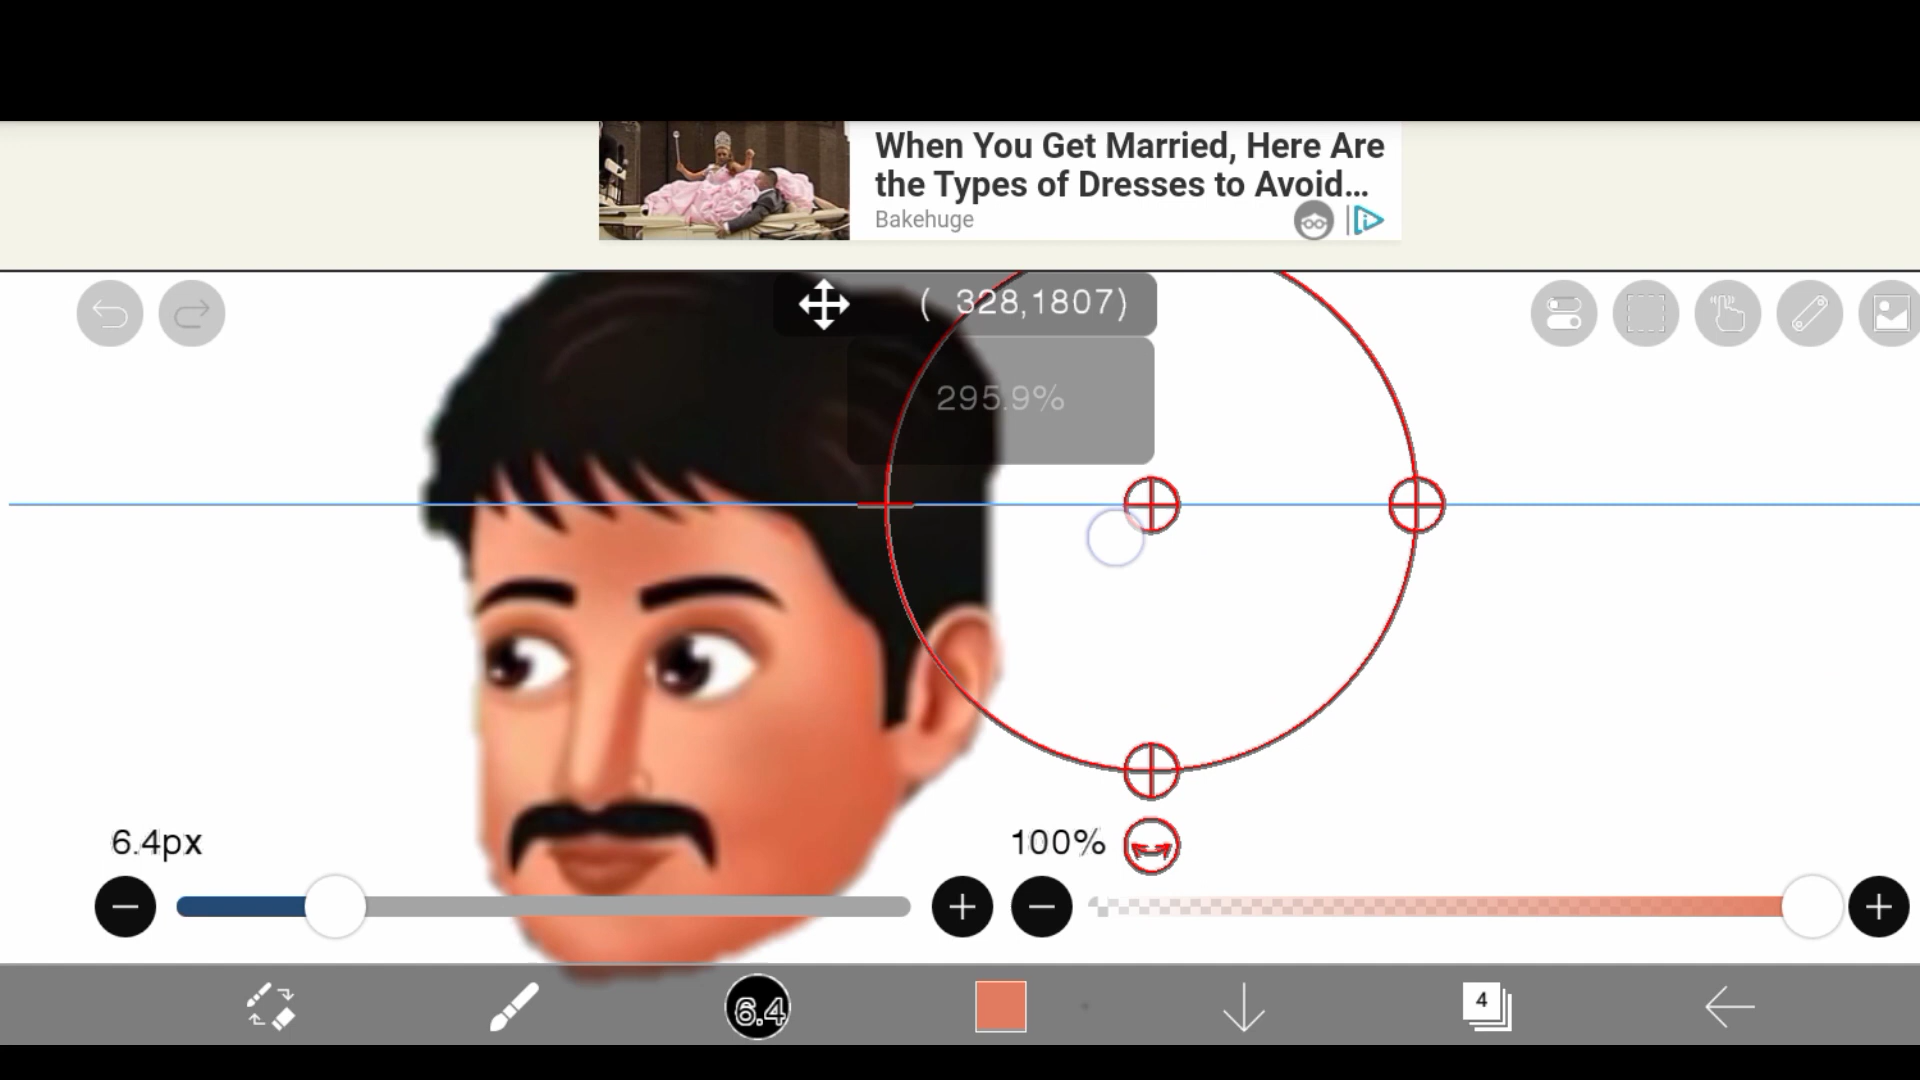 When You Get Married, Here Are
the Types of Dresses to Avoid...
Bakehuge
( 328,1807)
295.9%
6.4px
100%
6.4
4